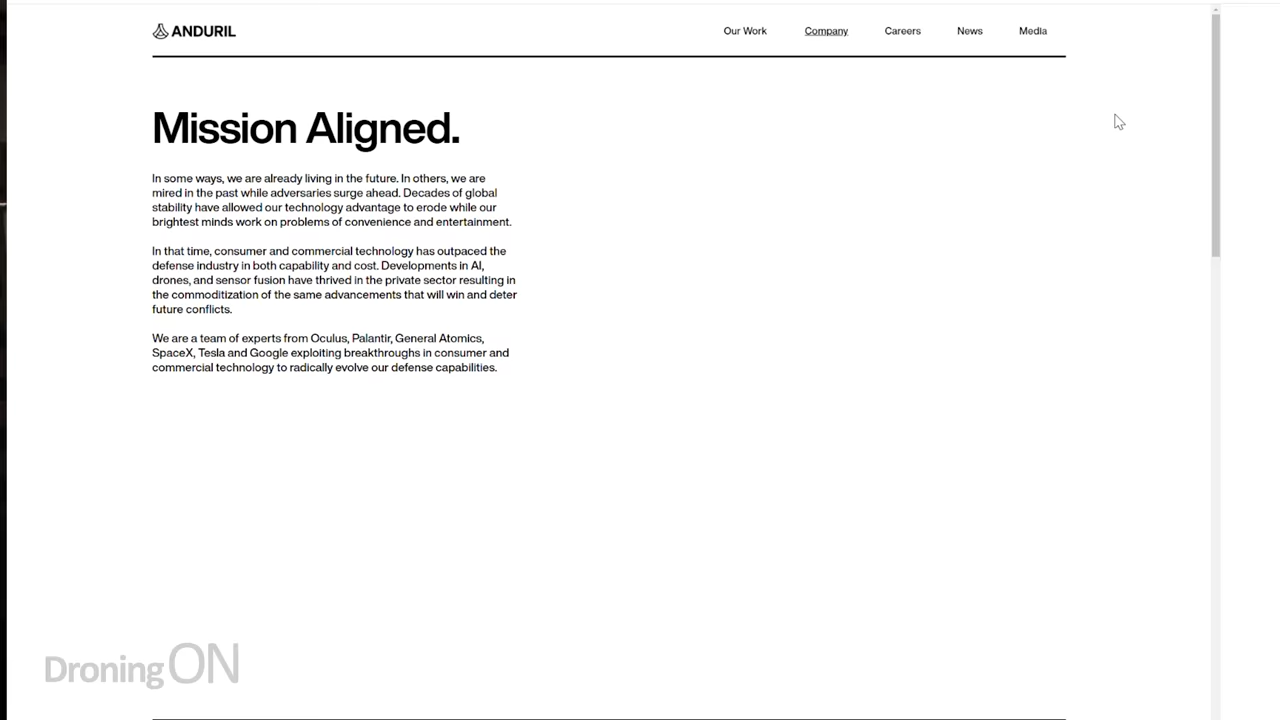 ANDURIL
Our Work
Company
Careers
News
Media
Mission Aligned.
In some ways, we are already living in the future. In others, we are
mired in the past while adversaries surge ahead. Decades of global
stability have allowed our technology advantage to erode while our
brightest minds work on problems of convenience and entertainment.
In that time, consumer and commercial technology has outpaced the
defense industry in both capability and cost. Developments in AI,
drones, and sensor fusion have thrived in the private sector resulting in
the commoditization of the same advancements that will win and deter
future conflicts.
We are a team of experts from Oculus, Palantir, General Atomics,
SpaceX, Tesla and Google exploiting breakthroughs in consumer and
commercial technology to radically evolve our defense capabilities.
Droning ON